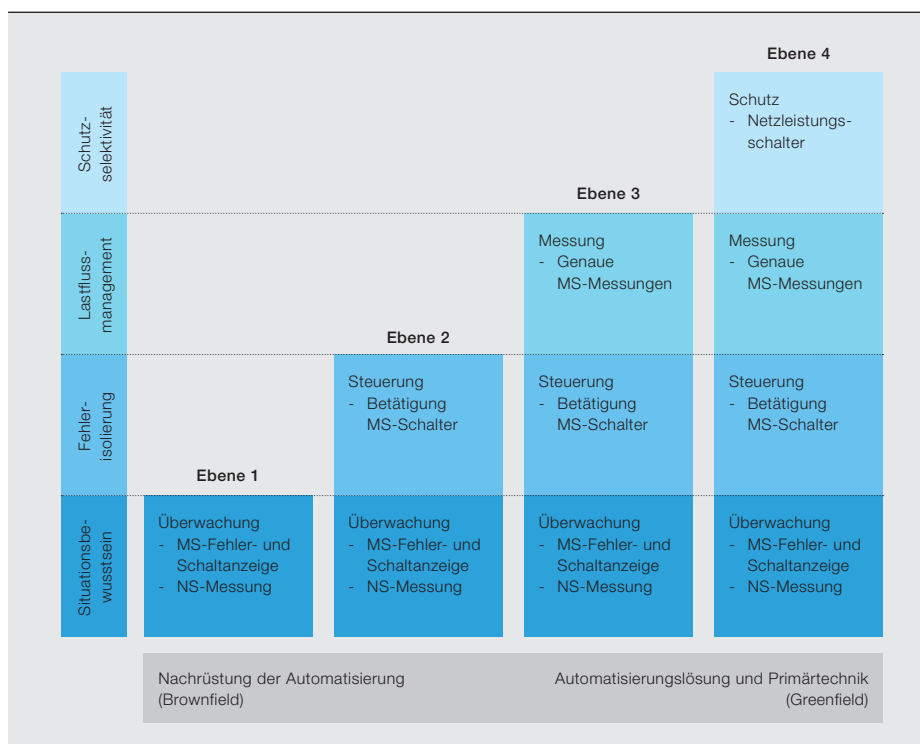 Ebene 4
Schutz-
selektivität
Schutz
- Netzleistungs-
schalter
Ebene 3
Lastfluss-
management
Messung
- Genaue
MS-Messungen
Messung
- Genaue
MS-Messungen
Ebene 2
Fehler-
isolierung
Steuerung
- Betätigung
MS-Schalter
Steuerung
- Betätigung
MS-Schalter
Steuerung
- Betätigung
MS-Schalter
Ebene 1
Situationsbe-
wusstsein
Überwachung
- MS-Fehler- und
Schaltanzeige
- NS-Messung
Überwachung
- MS-Fehler- und
Schaltanzeige
- NS-Messung
Überwachung
- MS-Fehler- und
Schaltanzeige
- NS-Messung
Überwachung
- MS-Fehler- und
Schaltanzeige
- NS-Messung
Nachrüstung der Automatisierung
(Brownfield)
Automatisierungslösung und Primärtechnik
(Greenfield)